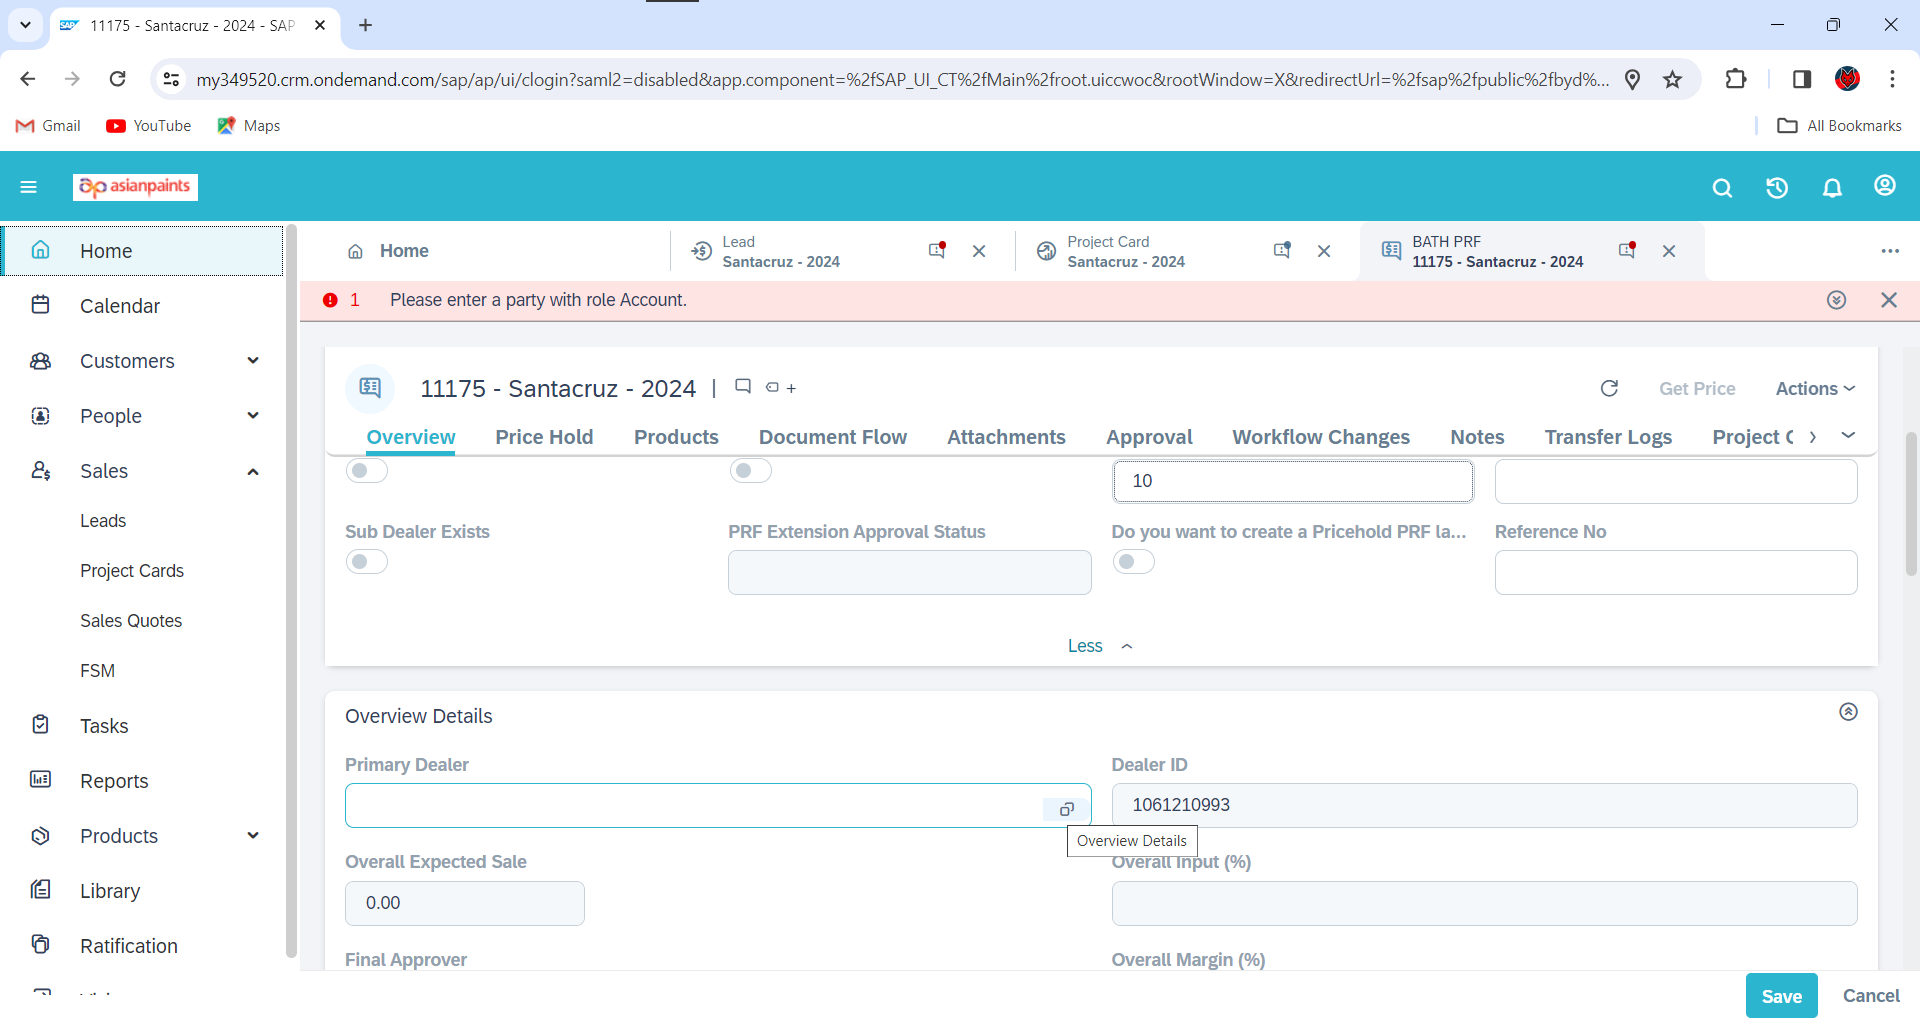 11175 - Santacruz - 2024 - SAP
my349520.crm.ondemand.com/sap/ap/ui/clogin?saml2=disabled&app.component=%2fSAP_UI_CT%2fMain%2froot.uiccwoc&rootWindow=X&redirectUrl=%2fsap%2fpublic%2fbyd%...
Gmail YouTube Maps All Bookmarks
asianpaints
Home
Calendar
Customers
People
Sales
Leads
Project Cards
Sales Quotes
FSM
Tasks
Reports
Products
Library
Ratification
Home
Lead
Santacruz - 2024
Project Card
Santacruz - 2024
BATH PRF
11175 - Santacruz - 2024
1 Please enter a party with role Account.
11175 - Santacruz - 2024 | +
Get Price Actions
Overview Price Hold Products Document Flow Attachments Approval Workflow Changes Notes Transfer Logs Project
10
Sub Dealer Exists PRF Extension Approval Status Do you want to create a Pricehold PRF la... Reference No
Less
Overview Details
Primary Dealer Dealer ID
1061210993
Overview Details
Overall Expected Sale Overall Input (%)
0.00
Final Approver Overall Margin (%)
Save Cancel